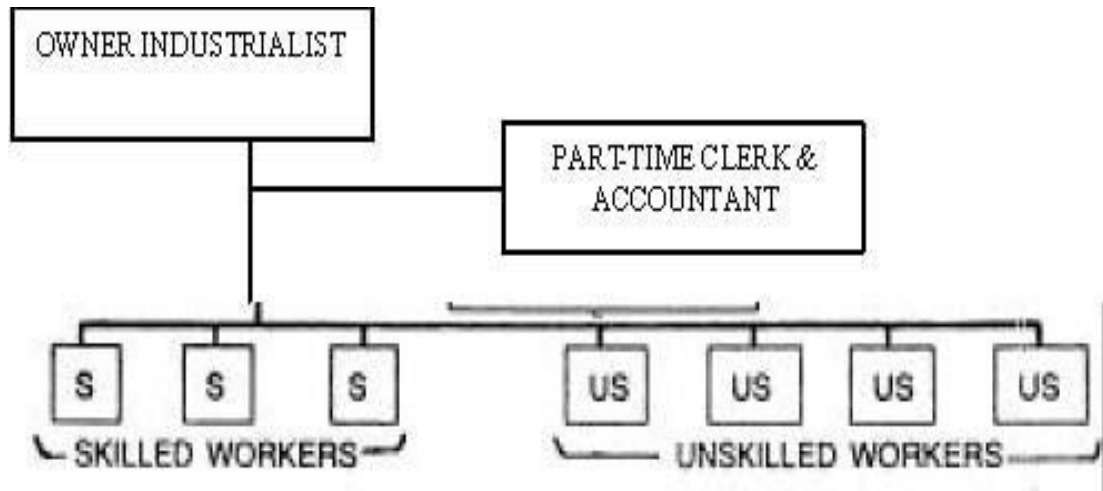 OWNER INDUSTRIALIST
PART-TIME CLERK &
ACCOUNTANT
S S S US US US US
SKILLED WORKERS UNSKILLED WORKERS